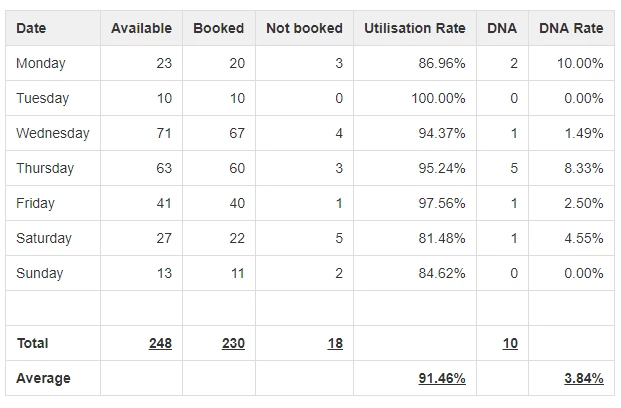 Date Available Booked Not booked Utilisation Rate DNA DNA Rate
Monday 23 20 3 86.96% 2 10.00%
Tuesday 10 10 0 100.00% 0 0.00%
Wednesday 71 67 4 94.37% 1 1.49%
Thursday 63 60 3 95.24% 5 8.33%
Friday 41 40 1 97.56% 1 2.50%
Saturday 27 22 5 81.48% 1 4.55%
Sunday 13 11 2 84.62% 0 0.00%
Total 248 230 18 10
Average 91.46% 3.84%